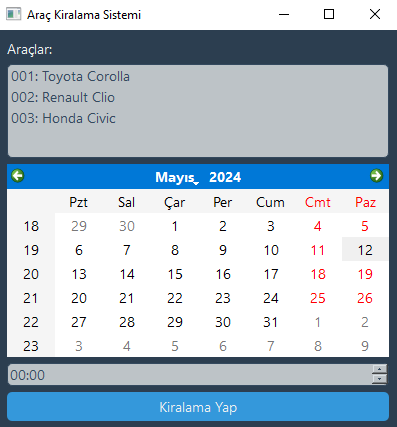 Araç Kiralama Sistemi
Araçlar:
001: Toyota Corolla
002: Renault Clio
003: Honda Civic
Mayıs 2024
Pzt Sal Çar Per Cum Cmt Paz
18 29 30 1 2 3 4 5
19 6 7 8 9 10 11 12
20 13 14 15 16 17 18 19
21 20 21 22 23 24 25 26
22 27 28 29 30 31 1 2
23 3 4 5 6 7 8 9
00:00
Kiralama Yap